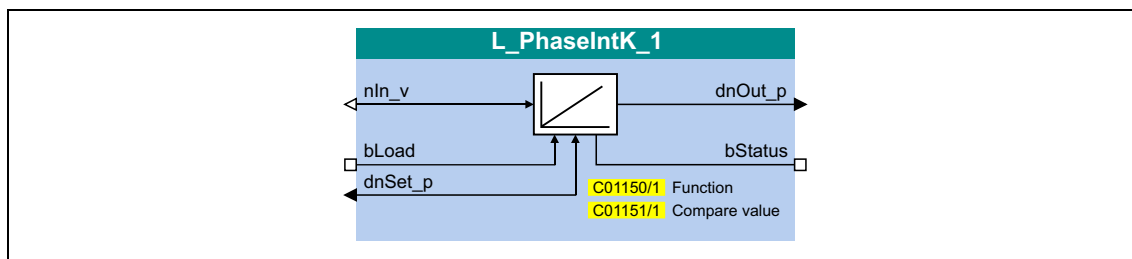 L_PhaseIntK_1
nIn_v dnOut_p
bLoad bStatus
dnSet_p
C01150/1 Function
C01151/1 Compare value